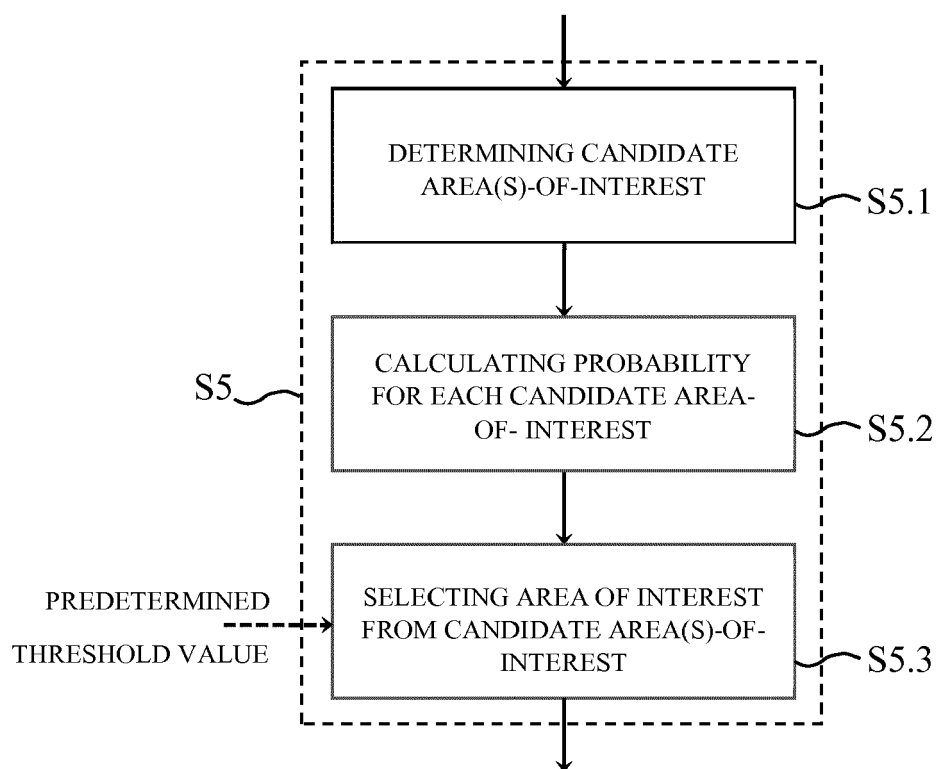 DETERMINING CANDIDATE
AREA(S)-OF-INTEREST
S5.1
CALCULATING PROBABILITY
FOR EACH CANDIDATE AREA-
OF- INTEREST
S5
S5.2
SELECTING AREA OF INTEREST
FROM CANDIDATE AREA(S)-OF-
INTEREST
PREDETERMINED
THRESHOLD VALUE
S5.3